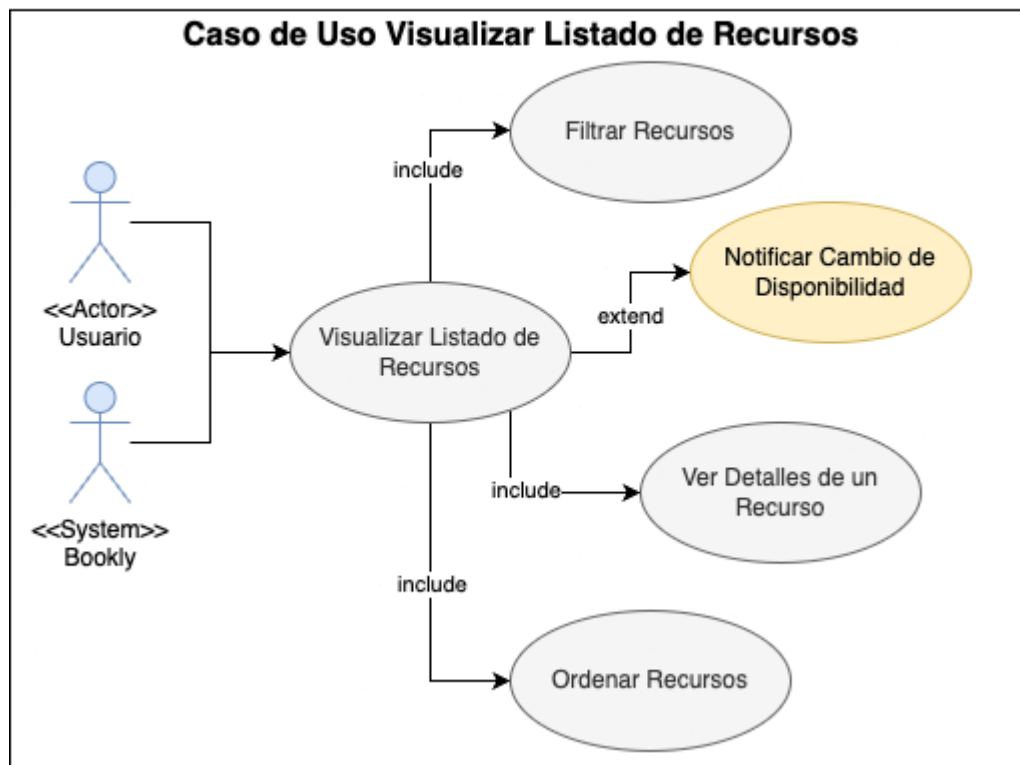 Caso de Uso Visualizar Listado de Recursos
Filtrar Recursos
include
Notificar Cambio de
Disponibilidad
<<Actor>>
Usuario
extend
Visualizar Listado de
Recursos
<<System>>
Bookly
include
Ver Detalles de un
Recurso
include
Ordenar Recursos